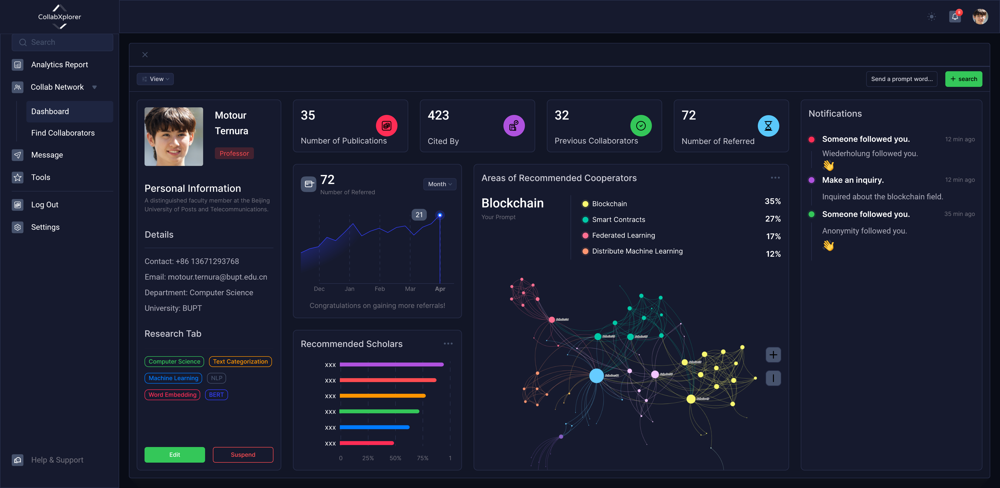 CollabXplorer
8
Search
Analytics Report
Collab Network
Dashboard
Find Collaborators
Message
Tools
Log Out
Settings
Help & Support
View
Send a prompt word...
+ search
Motour
Ternura
Professor
Personal Information
A distinguished faculty member at the Beijing
University of Posts and Telecommunications.
Details
Contact: +86 13671293768
Email: motour.ternura@bupt.edu.cn
Department: Computer Science
University: BUPT
Research Tab
Computer Science
Text Categorization
Machine Learning
NLP
Word Embedding
BERT
Edit
Suspend
35
Number of Publications
423
Cited By
32
Previous Collaborators
72
Number of Referred
72
Number of Referred
Month
21
Dec
Jan
Feb
Mar
Apr
Congratulations on gaining more referrals!
Recommended Scholars
xxx
xxx
xxx
xxx
xxx
xxx
0
25%
50%
75%
1
Areas of Recommended Cooperators
Blockchain
Your Prompt
Blockchain
35%
Smart Contracts
27%
Federated Learning
17%
Distribute Machine Learning
12%
Scholar24
Scholar26
Notifications
Someone followed you.
12 min ago
Wiederholung followed you.
Make an inquiry.
12 min ago
Inquired about the blockchain field.
Someone followed you.
35 min ago
Anonymity followed you.